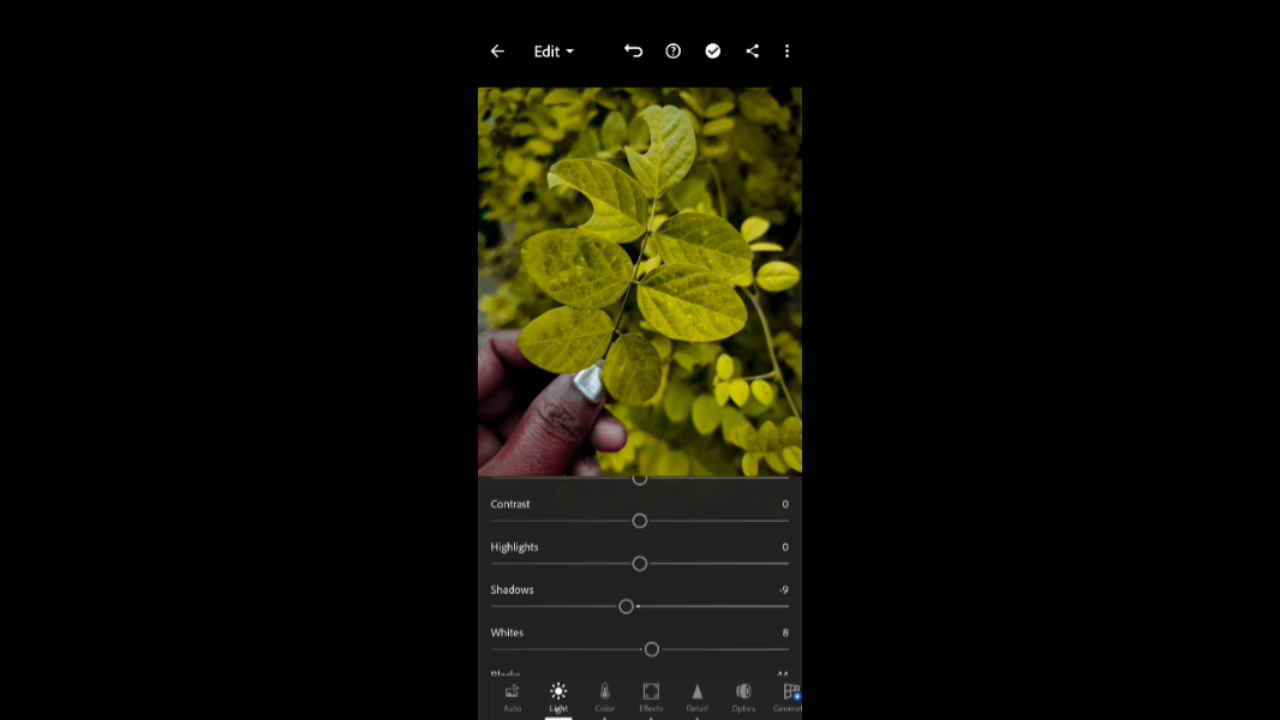 Edit
Contrast 0
Highlights 0
Shadows -9
Whites 8
Auto Light Color Effects Detail Optics